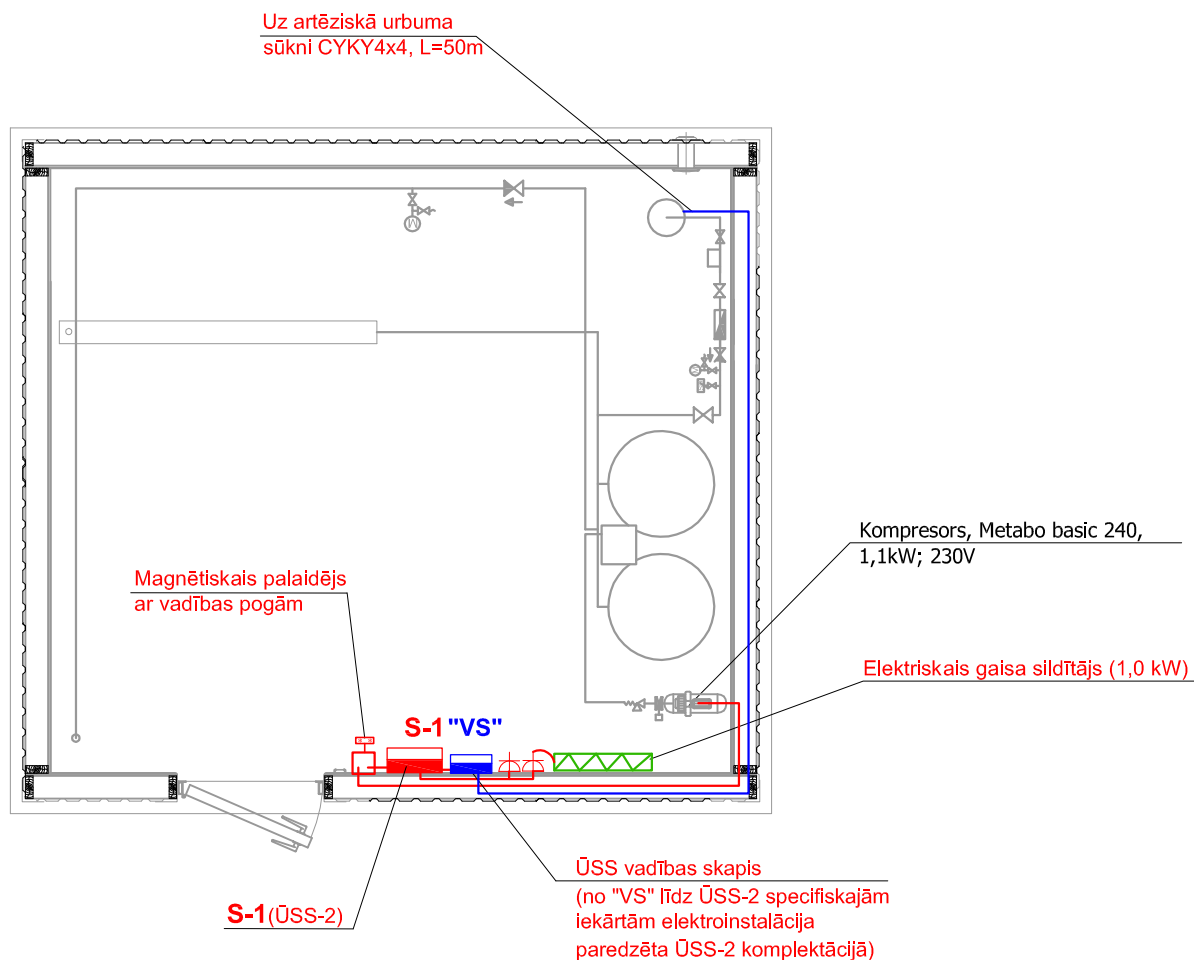 Uz artēziskā urbuma
sūkni CYKY4x4, L=50m
M
M
Kompresors, Metabo basic 240,
1,1kW; 230V
Magnētiskais palaidējs
ar vadības pogām
Elektriskais gaisa sildītājs (1,0 kW)
S-1 "VS"
ŪSS vadības skapis
(no "VS" līdz ŪSS-2 specifiskajām
iekārtām elektroinstalācija
paredzēta ŪSS-2 komplektācijā)
S-1(ŪSS-2)